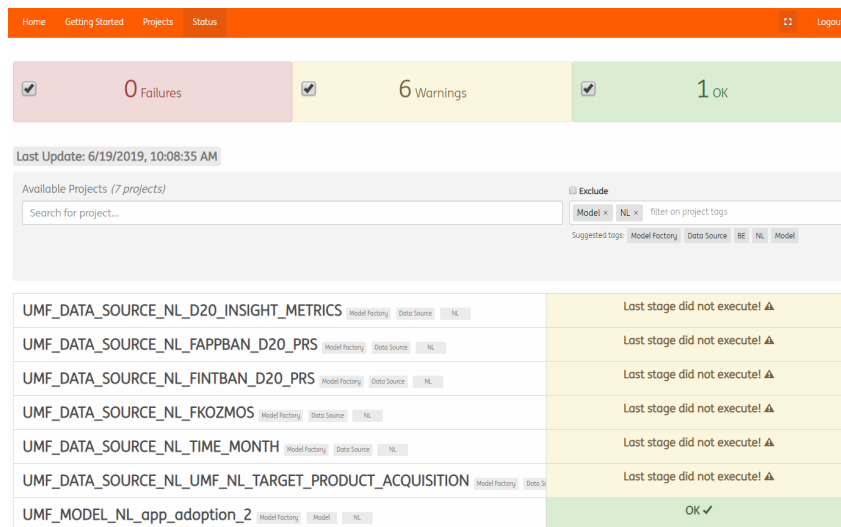 Home Getting Started Projects Status
0 Failures 6 Warnings 1 OK
Last Update: 6/19/2019, 10:08:35 AM
Available Projects (7 projects) Exclude
Search for project... Model × NL × filter on project tags
Suggested tags: Model Factory Data Source BE NL Model
UMF_DATA_SOURCE_NL_D20_INSIGHT_METRICS Model Factory Data Source NL Last stage did not execute!
UMF_DATA_SOURCE_NL_FAPPBAN_D20_PRS Model Factory Data Source NL Last stage did not execute!
UMF_DATA_SOURCE_NL_FINTBAN_D20_PRS Model Factory Data Source NL Last stage did not execute!
UMF_DATA_SOURCE_NL_FKOZMOS Model Factory Data Source NL Last stage did not execute!
UMF_DATA_SOURCE_NL_TIME_MONTH Model Factory Data Source NL Last stage did not execute!
UMF_DATA_SOURCE_NL_UMF_NL_TARGET_PRODUCT_ACQUISITION Model Factory Last stage did not execute!
UMF_MODEL_NL_app_adoption_2 Model Factory Model NL OK